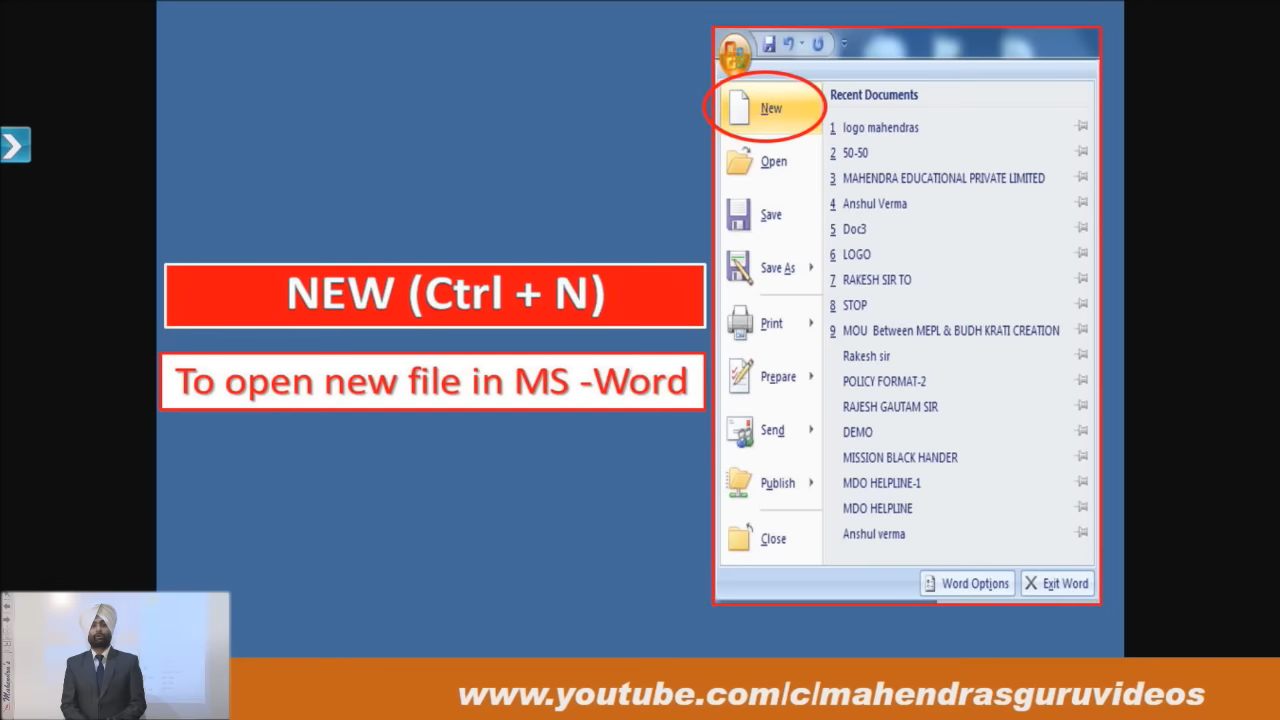 New
Open
Save
Save As
Print
Prepare
Send
Publish
Close
Recent Documents
1 logo mahendras
2 50-50
3 MAHENDRA EDUCATIONAL PRIVATE LIMITED
4 Anshul Verma
5 Doc3
6 LOGO
7 RAKESH SIR TO
8 STOP
9 MOU Between MEPL & BUDH KRATI CREATION
Rakesh sir
POLICY FORMAT-2
RAJESH GAUTAM SIR
DEMO
MISSION BLACK HANDER
MDO HELPLINE-1
MDO HELPLINE
Anshul verma
Word Options
Exit Word
NEW (Ctrl + N)
To open new file in MS -Word
Mahendra's
www.youtube.com/c/mahendrasguruvideos